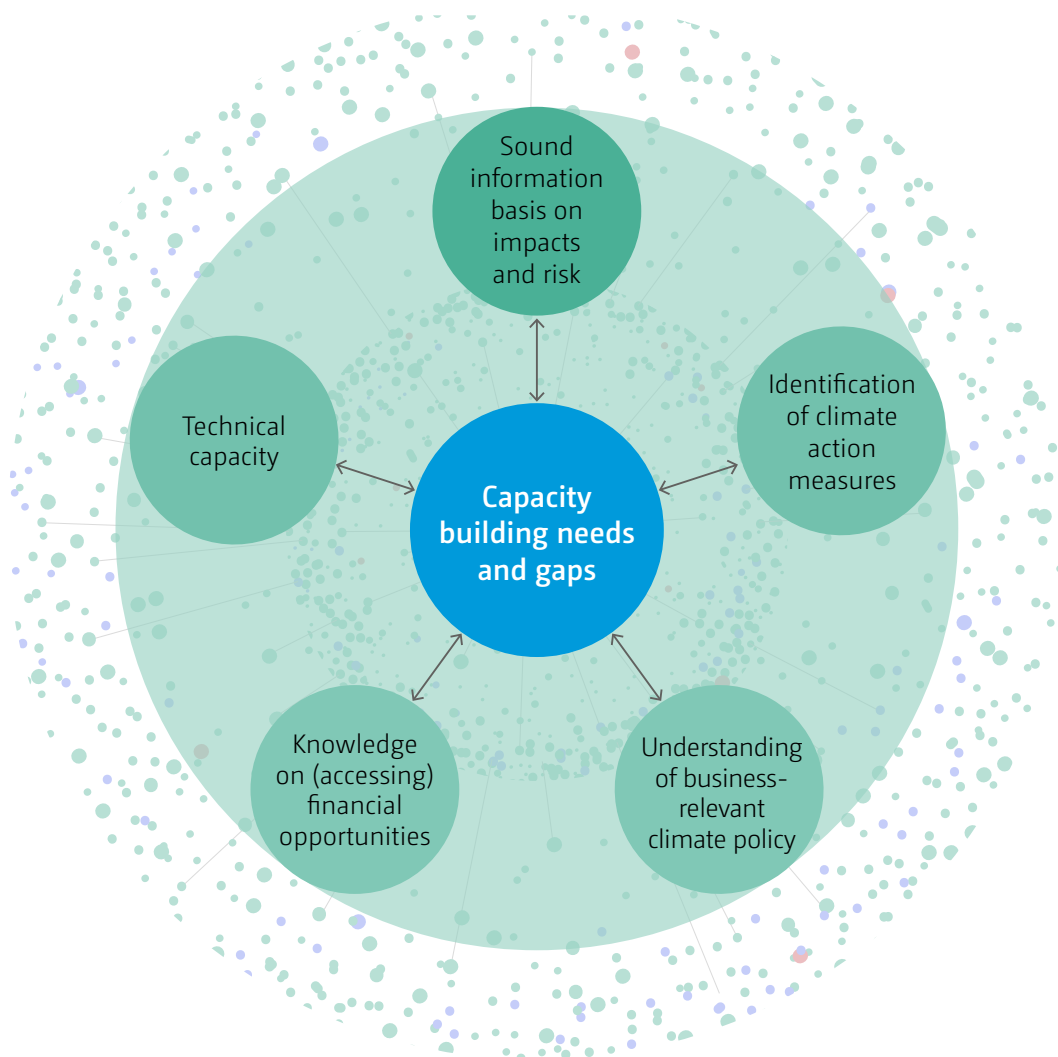 Sound
information
basis on
impacts
and risk
Identification
of climate
action
measures
Technical
capacity
Capacity
building needs
and gaps
Knowledge
on (accessing)
financial
opportunities
Understanding
of business-
relevant
climate policy